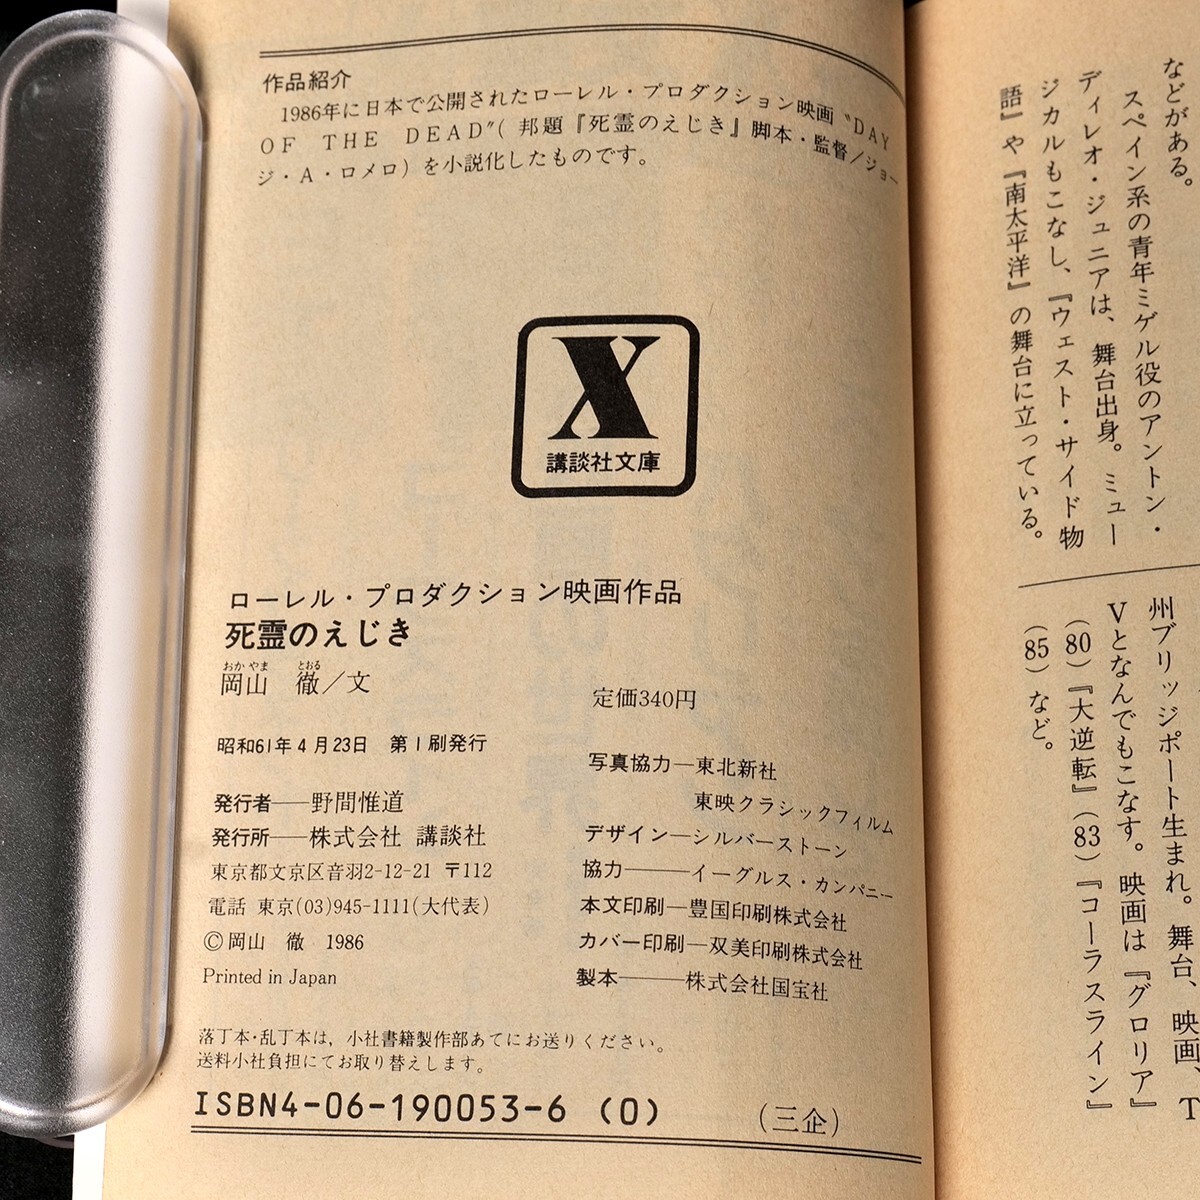 作品紹介
1986年に日本で公開されたローレル・プロダクション映画〝DAY
OF THE DEAD〟(邦題『死霊のえじき』脚本・監督/ジョー
ジ・A・ロメロ)を小説化したものです。
X
講談社文庫
ローレル・プロダクション映画作品
死霊のえじき
おかやま とおる
岡山 徹/文
定価340円
昭和61年4月23日 第1刷発行
発行者──野間惟道
発行所──株式会社 講談社
東京都文京区音羽2-12-21 〒112
電話 東京(03)945-1111(大代表)
©岡山 徹 1986
Printed in Japan
写真協力─東北新社
東映クラシックフィルム
デザイン─シルバーストーン
協力───イーグルス・カンパニー
本文印刷─豊国印刷株式会社
カバー印刷─双美印刷株式会社
製本───株式会社国宝社
落丁本・乱丁本は、小社書籍製作部あてにお送りください。
送料小社負担にてお取り替えします。
ISBN4-06-190053-6 (0)
(三企)
などがある。
スペイン系の青年ミゲル役のアントン・
ディレオ・ジュニアは、舞台出身。ミュー
ジカルもこなし、『ウェスト・サイド物
語』や『南太平洋』の舞台に立っている。
州ブリッジポート生まれ。舞台、映画、T
Vとなんでもこなす。映画は『グロリア』
(80)『大逆転』(83)『コーラスライン』
(85)など。